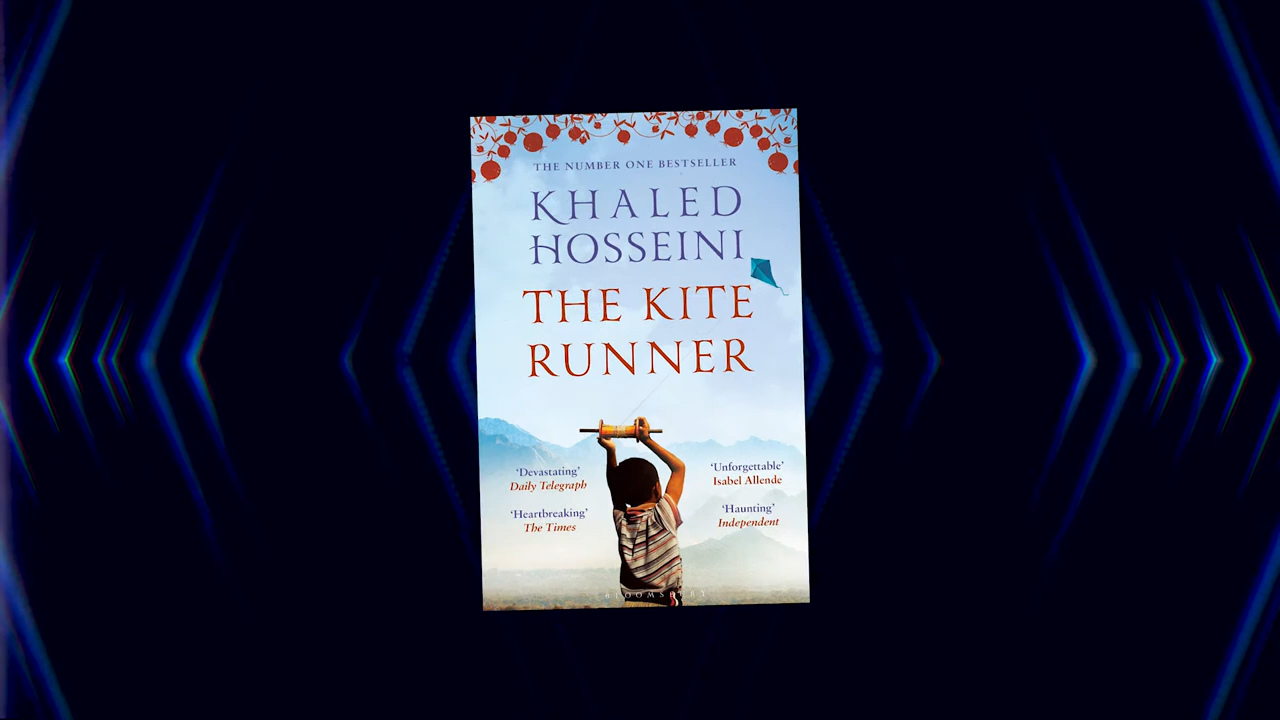 THE NUMBER ONE BESTSELLER
KHALED
HOSSEINI
THE KITE
RUNNER
‘Devastating’
Daily Telegraph
‘Unforgettable’
Isabel Allende
‘Heartbreaking’
The Times
‘Haunting’
Independent
BLOOMSBURY